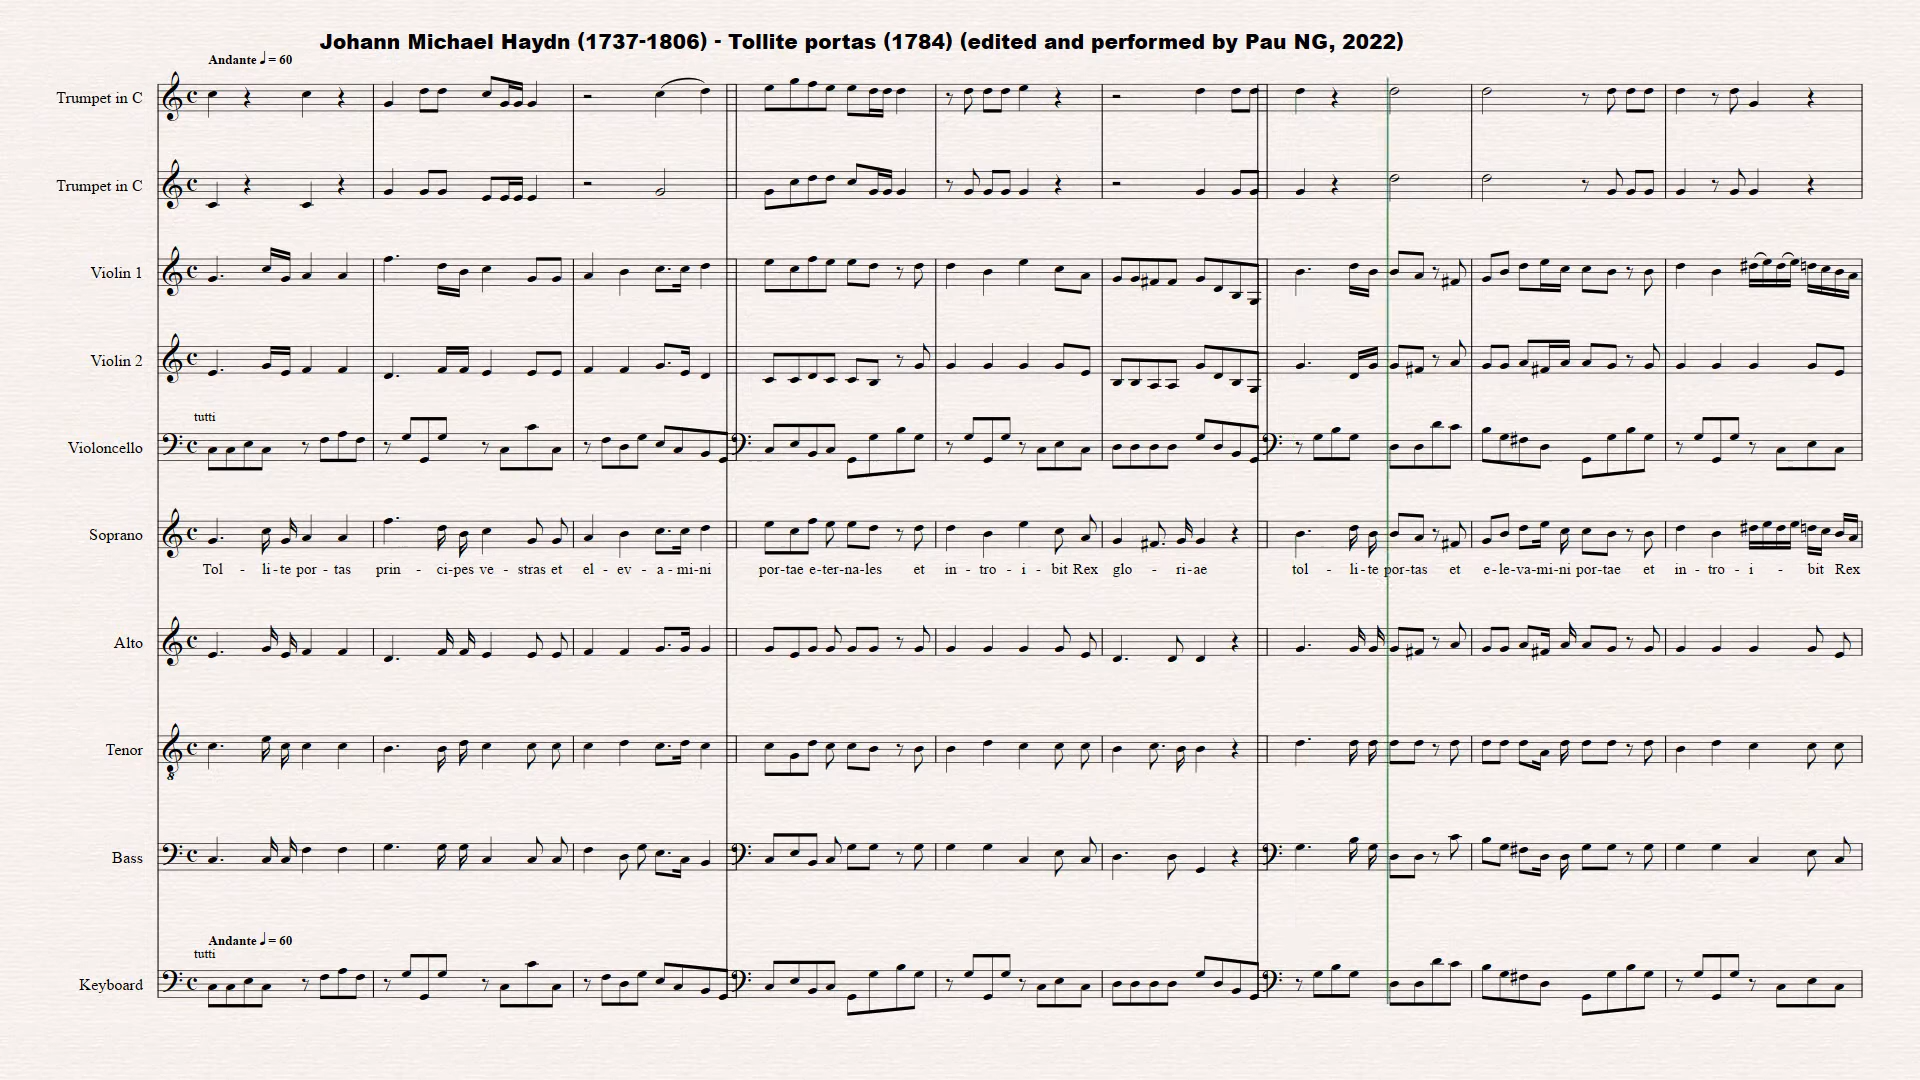 Johann Michael Haydn (1737-1806) - Tollite portas (1784) (edited and performed by Pau NG, 2022)
Andante ♩ = 60
Trumpet in C
Trumpet in C
Violin 1
Violin 2
tutti
Violoncello
Soprano
Tol - li-te por - tas prin - ci-pes ve - stras et el - ev - a-mi-ni por-tae e-ter-na-les et in - tro - i - bit Rex glo - ri-ae tol - li-te por-tas et e-le-va-mi-ni por-tae et in - tro - i - bit Rex
Alto
Tenor
8
Bass
Andante ♩ = 60
tutti
Keyboard